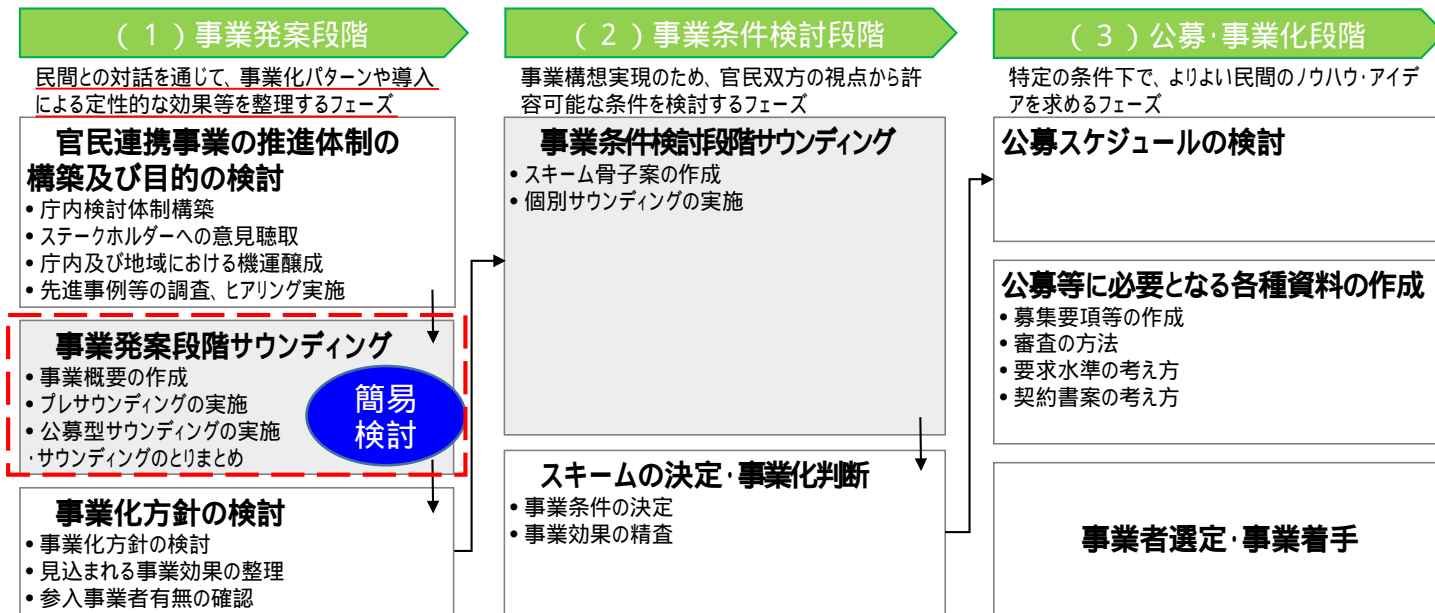 (１)事業発案段階
民間との対話を通じて、事業化パターンや導入
による定性的な効果等を整理するフェーズ
官民連携事業の推進体制の
構築及び目的の検討
• 庁内検討体制構築
• ステークホルダーへの意見聴取
• 庁内及び地域における機運醸成
• 先進事例等の調査、ヒアリング実施
事業発案段階サウンディング
• 事業概要の作成
• プレサウンディングの実施
• 公募型サウンディングの実施
・サウンディングのとりまとめ
簡易
検討
事業化方針の検討
• 事業化方針の検討
• 見込まれる事業効果の整理
• 参入事業者有無の確認
(２)事業条件検討段階
事業構想実現のため、官民双方の視点から許
容可能な条件を検討するフェーズ
事業条件検討段階サウンディング
• スキーム骨子案の作成
• 個別サウンディングの実施
スキームの決定・事業化判断
• 事業条件の決定
• 事業効果の精査
(３)公募・事業化段階
特定の条件下で、よりよい民間のノウハウ・アイデ
アを求めるフェーズ
公募スケジュールの検討
公募等に必要となる各種資料の作成
• 募集要項等の作成
• 審査の方法
• 要求水準の考え方
• 契約書案の考え方
事業者選定・事業着手